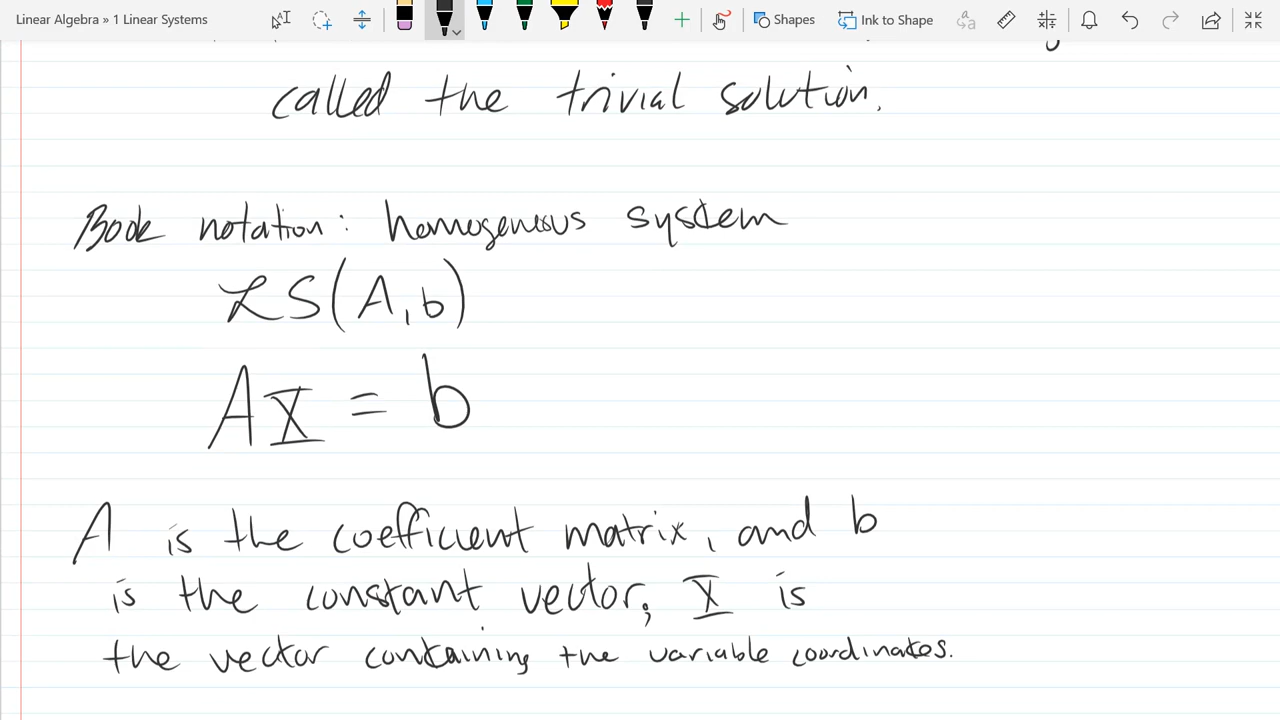 Linear Algebra » 1 Linear Systems
Shapes
Ink to Shape
called the trivial solution.
Book notation: homogeneous system
LS(A, b)
AX = b
A is the coefficient matrix, and b
is the constant vector, X is
the vector containing the variable coordinates.